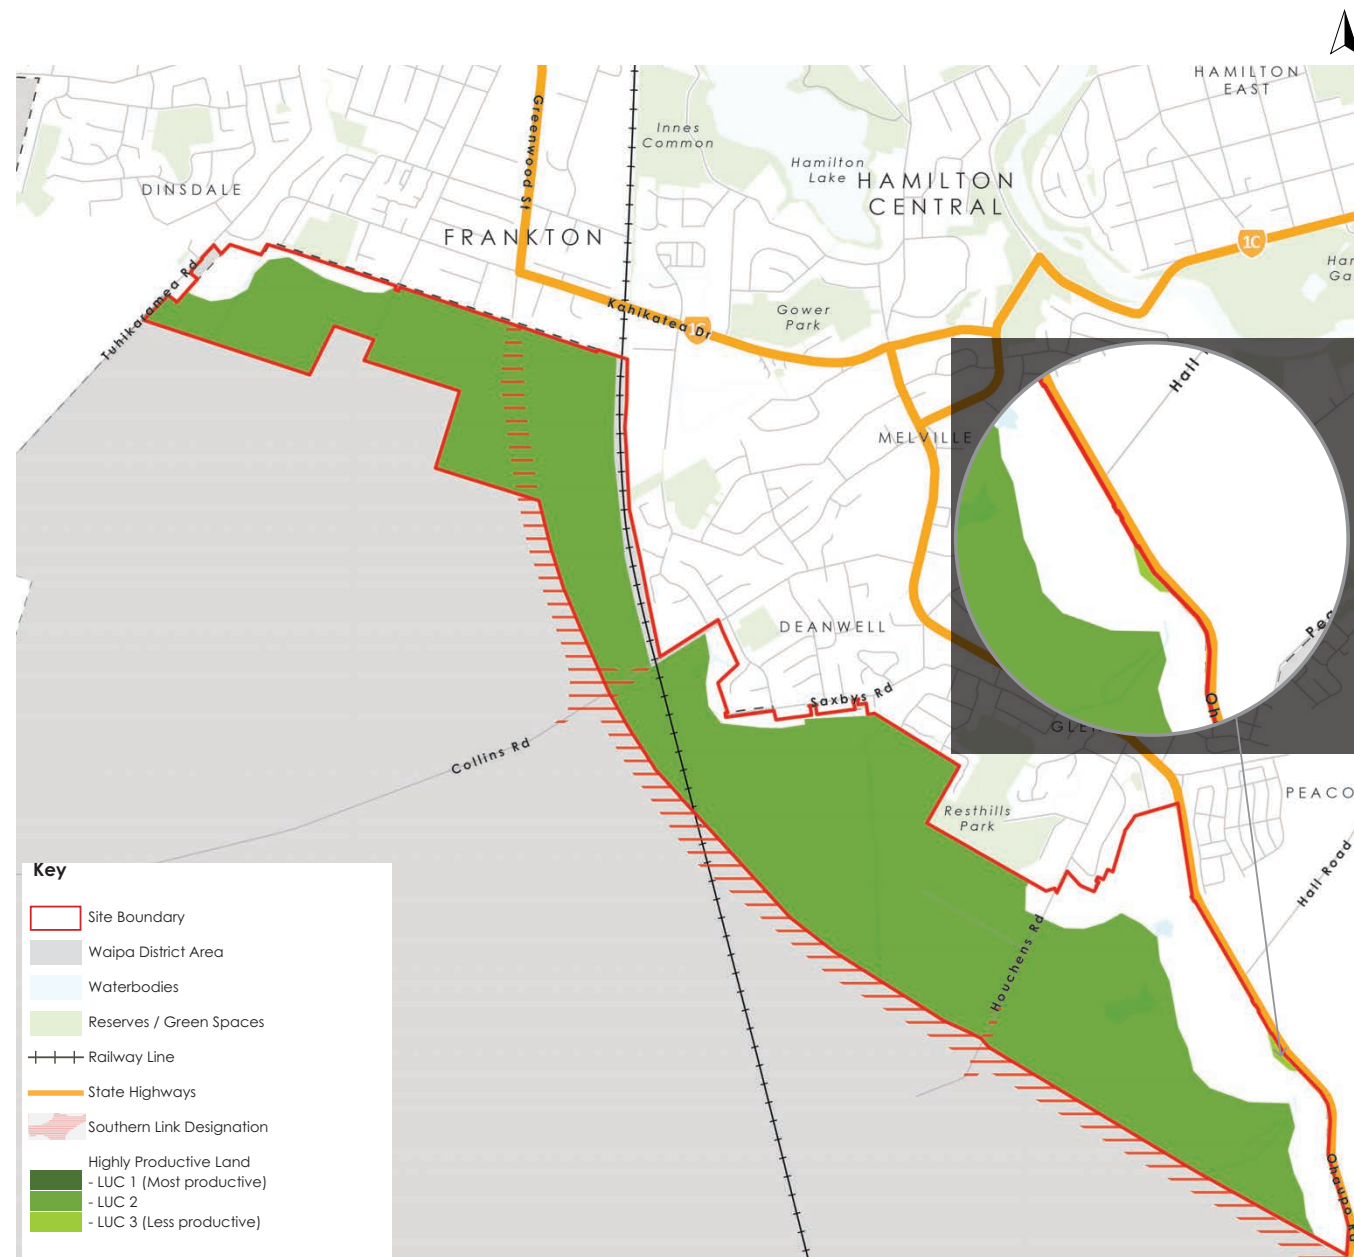 HAMILTON
EAST
Greenwood St
Innes
Common
Hamilton
Lake
HAMILTON
CENTRAL
DINSDALE
FRANKTON
1C
Tuhikaramea Rd
Kahikatea Dr
Gower
Park
MELVILLE
Hall
DEANWELL
Saxbys Rd
Collins Rd
Oh
Resthills
Park
PEACO
Hall Road
Houchens Rd
Ohaupo Rd
Key
Site Boundary
Waipa District Area
Waterbodies
Reserves / Green Spaces
Railway Line
State Highways
Southern Link Designation
Highly Productive Land
- LUC 1 (Most productive)
- LUC 2
- LUC 3 (Less productive)